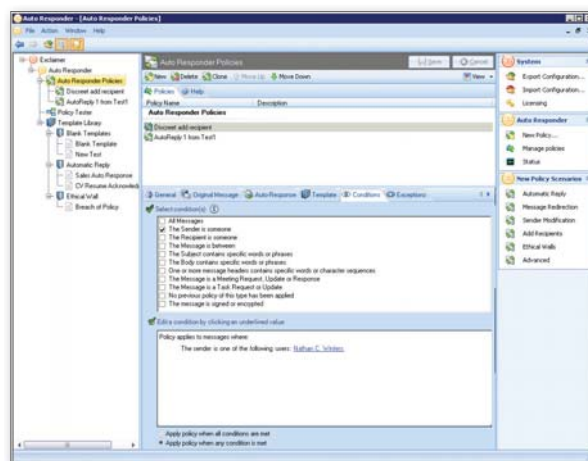 Auto Responder - [Auto Responder Policies]
File Action Window Help
Exclaimer
Auto Responder
Auto Responder Policies
Discreet add recipient
AutoReply 1 from Test1
Policy Tester
Template Library
Blank Templates
Blank Template
New Test
Automatic Reply
Sales Auto Response
CV Resume Acknowled
Ethical Wall
Breach of Policy
Auto Responder Policies
Save Cancel
New Delete Clone Move Up Move Down View
Policies Help
Policy Name Description
Auto Responder Policies
Discreet add recipient
AutoReply 1 from Test1
General Original Message Auto Response Template Conditions Exceptions
Select condition(s)
All Messages
The Sender is someone
The Recipient is someone
The Message is between
The Subject contains specific words or phrases
The Body contains specific words or phrases
One or more message headers contains specific words or character sequences
The Message is a Meeting Request, Update or Response
The Message is a Task Request or Update
No previous policy of this type has been applied
The message is signed or encrypted
Edit a condition by clicking an underlined value
Policy applies to messages where:
The sender is one of the following users: Nathan C. Winters
Apply policy when all conditions are met
Apply policy when any condition is met
System
Export Configuration...
Import Configuration...
Licensing
Auto Responder
New Policy...
Manage policies
Status
New Policy Scenarios
Automatic Reply
Message Redirection
Sender Modification
Add Recipients
Ethical Walls
Advanced